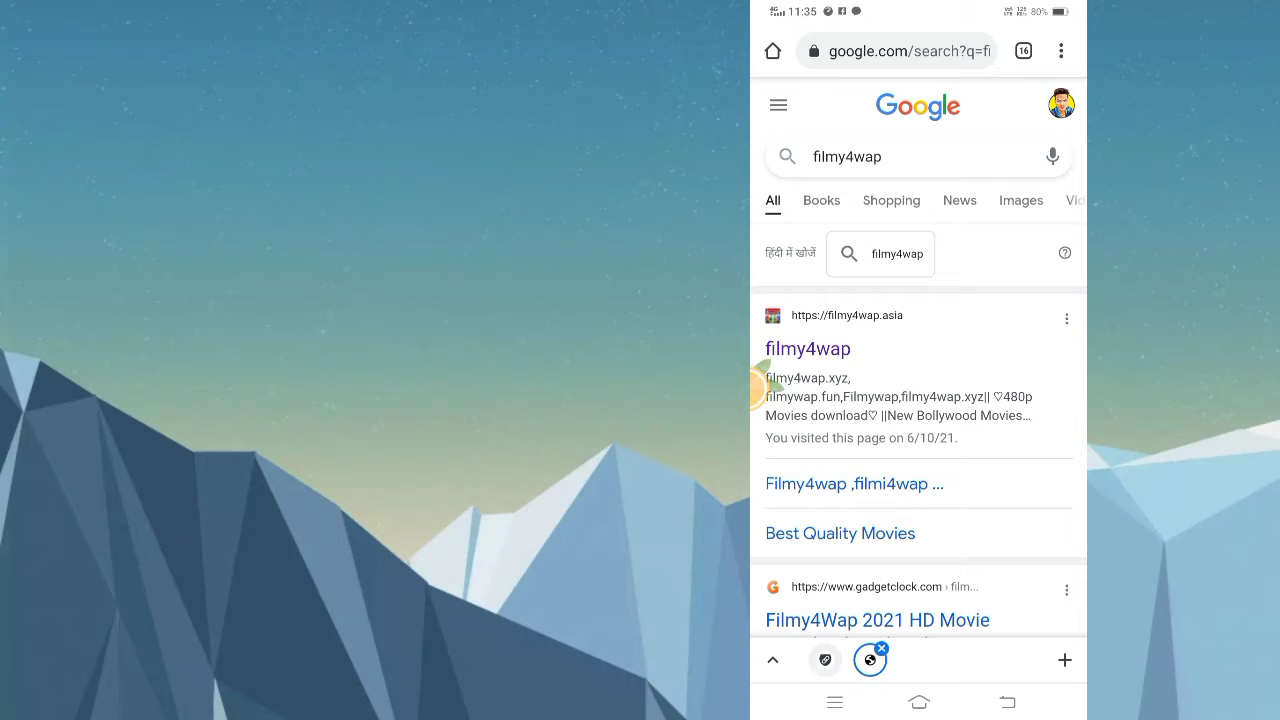 4G 11:35 80%
google.com/search?q=fi 16
Google
filmy4wap
All Books Shopping News Images Vid
हिंदी में खोजें filmy4wap
https://filmy4wap.asia
filmy4wap
filmy4wap.xyz,
filmywap.fun,Filmywap,filmy4wap.xyz|| ♡480p
Movies download♡ ||New Bollywood Movies...
You visited this page on 6/10/21.
Filmy4wap ,filmi4wap ...
Best Quality Movies
https://www.gadgetclock.com › film...
Filmy4Wap 2021 HD Movie